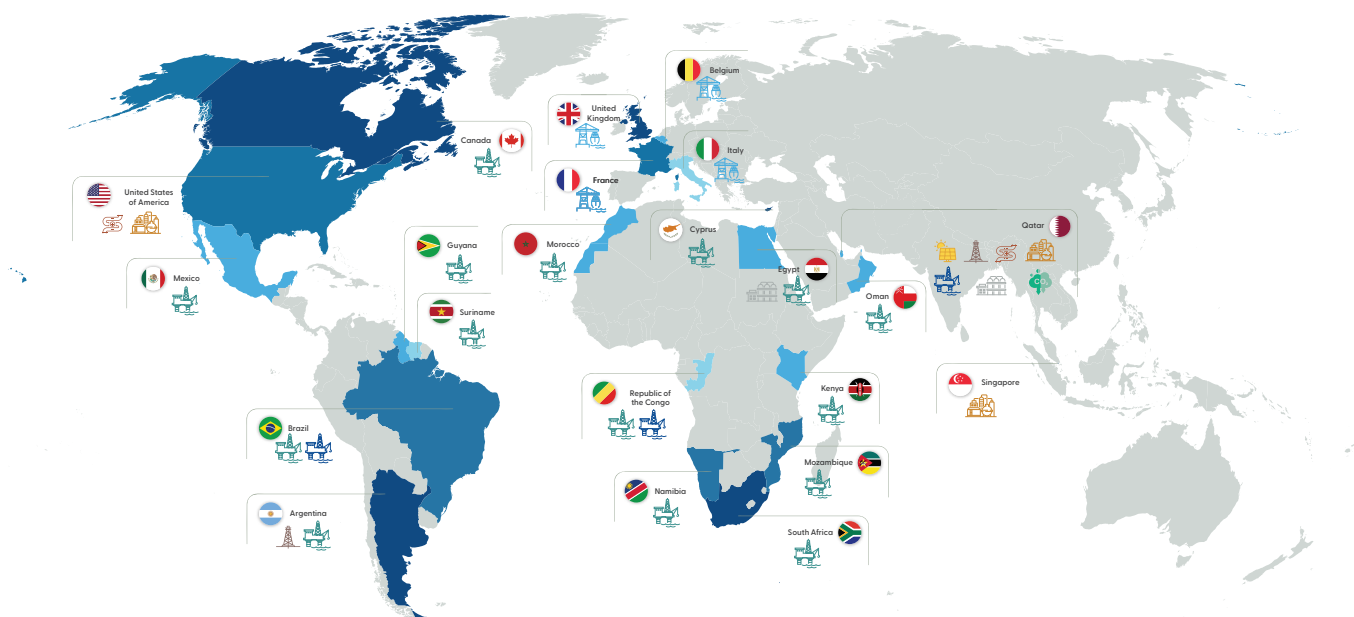 Belgium
United
Kingdom
Canada
Italy
France
United States
of America
Cyprus
Qatar
Guyana
Morocco
Mexico
Egypt
Oman
CO₂
Suriname
Singapore
Republic of
the Congo
Kenya
Brazil
Mozambique
Namibia
Argentina
South Africa